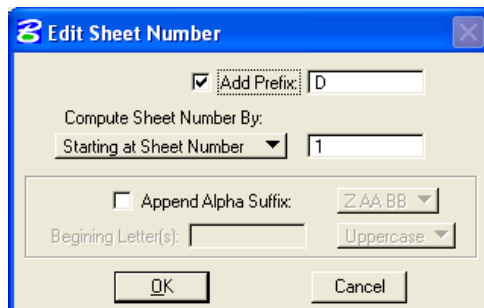 Edit Sheet Number
Add Prefix: D
Compute Sheet Number By:
Starting at Sheet Number 1
Append Alpha Suffix: Z AA, BB
Begining Letter(s): Uppercase
OK Cancel